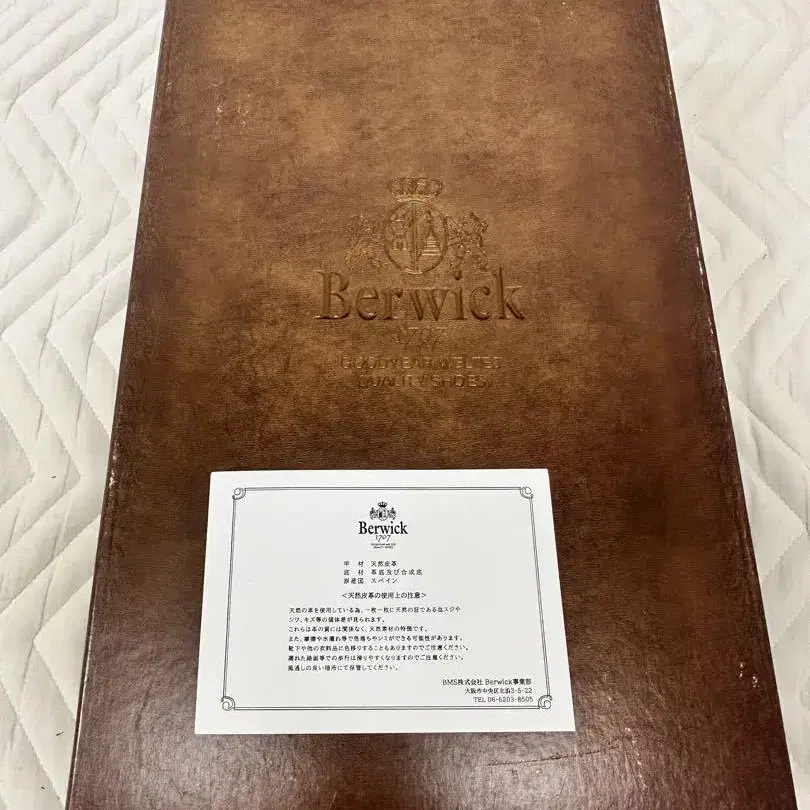 Berwick
1707
GOODYEAR WELTED
QUALITY SHOES
Berwick
1707
GOODYEAR WELTED
QUALITY SHOES
甲 材 天然皮革
底 材 革底及び合成底
原産国 スペイン
<天然皮革の使用上の注意>
天然の革を使用している為、一枚一枚に天然の証である血スジや
シワ、キズ等の個体差が見られます。
これらは革の質には関係なく、天然素材の特徴です。
また、摩擦や水濡れ等で色落ちやシミができる可能性があります。
靴下や他の衣料品に色移りすることもありますのでご注意ください。
濡れた路面等での歩行は滑りやすくなりますのでご注意ください。
風通しの良い場所にて保管してください。
BMS株式会社 Berwick事業部
大阪市中央区北浜3-5-22
TEL 06-6203-8505